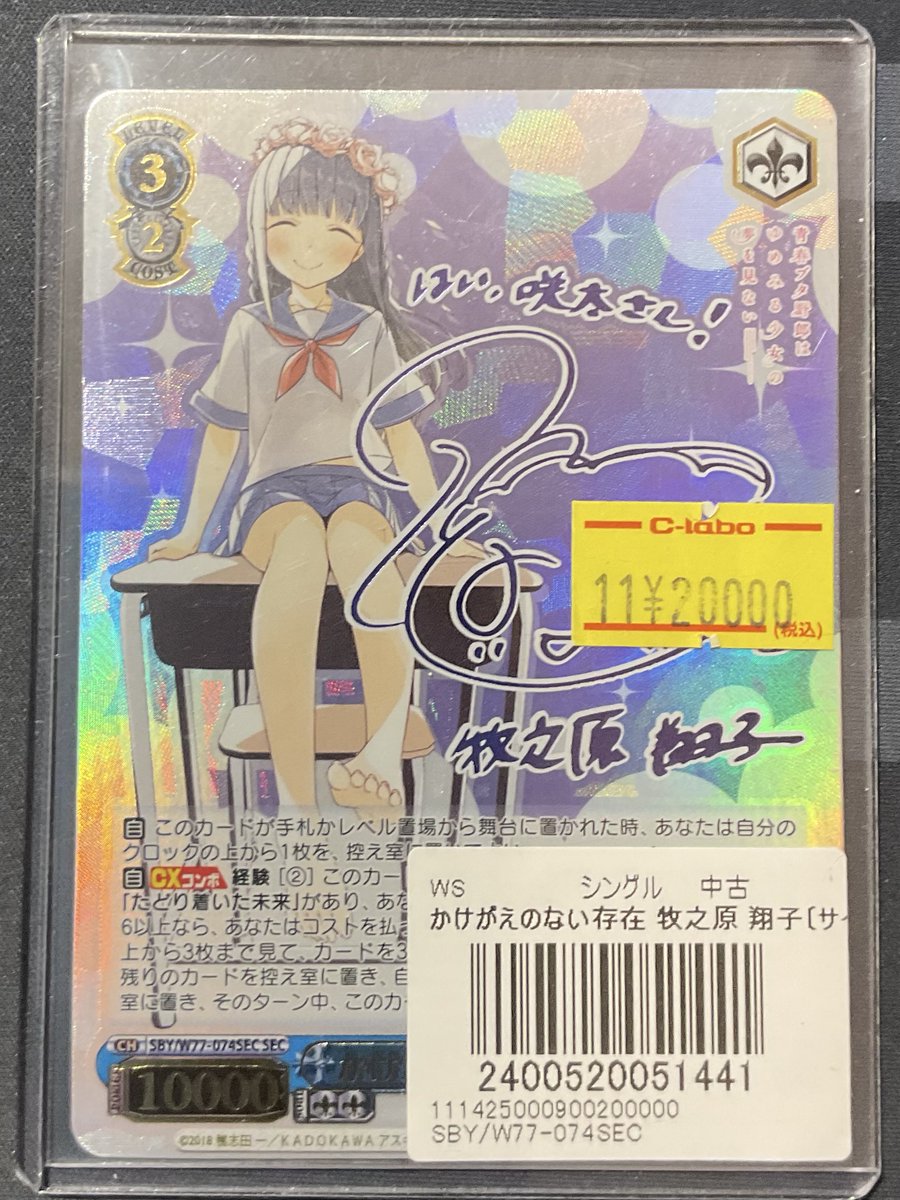 LEVEL
3
2
COST
青春ブタ野郎は
ゆめみる少女の
夢を見ない
はい、咲太さん!
C-labo
11¥20000
(税込)
牧之原 翔子
自 このカードが手札かレベル置場から舞台に置かれた時、あなたは自分の
クロックの上から1枚を、控え室に
自 CXコンボ 経験 [②] このカー
「たどり着いた未来」があり、あな
6以上なら、あなたはコストを払
上から3枚まで見て、カードを3
残りのカードを控え室に置き、自
室に置き、そのターン中、このカー
WS シングル 中古
かけがえのない存在 牧之原 翔子〔サイ
2400520051441
111425000900200000
SBY/W77-074SEC
CH SBY/W77-074SEC SEC
POWER 10000
©2018 鴨志田 一/KADOKAWA アスキ